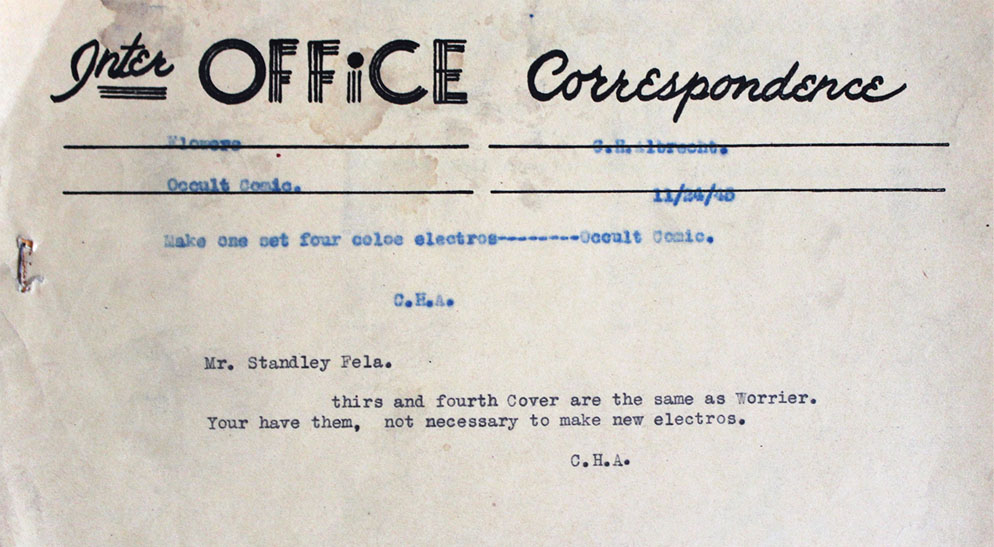 Inter OFFiCE Correspondence
Flowers C.H.Albrecht.
Occult Comic. 11/24/45
Make one set four coloe electros--------Occult Comic.
C.H.A.
Mr. Standley Fela.
thirs and fourth Cover are the same as Worrier.
Your have them, not necessary to make new electros.
C.H.A.